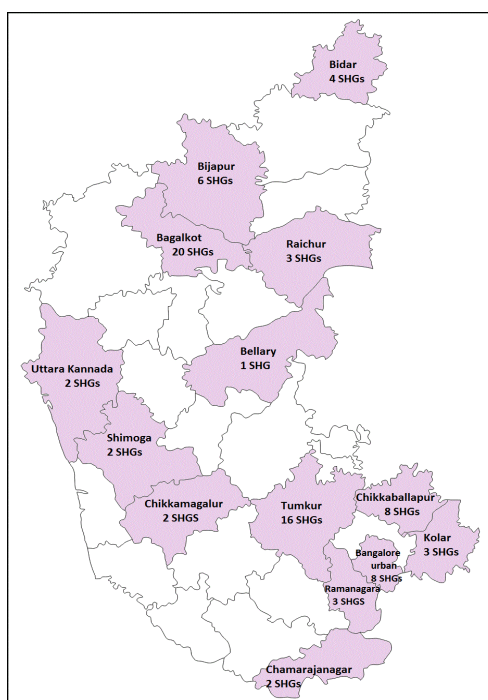 Bidar
4 SHGs
Bijapur
6 SHGs
Bagalkot
20 SHGs
Raichur
3 SHGs
Bellary
1 SHG
Uttara Kannada
2 SHGs
Shimoga
2 SHGs
Chikkamagalur
2 SHGS
Tumkur
16 SHGs
Chikkaballapur
8 SHGs
Kolar
3 SHGs
Bangalore
urban
8 SHGs
Ramanagara
3 SHGS
Chamarajanagar
2 SHGs